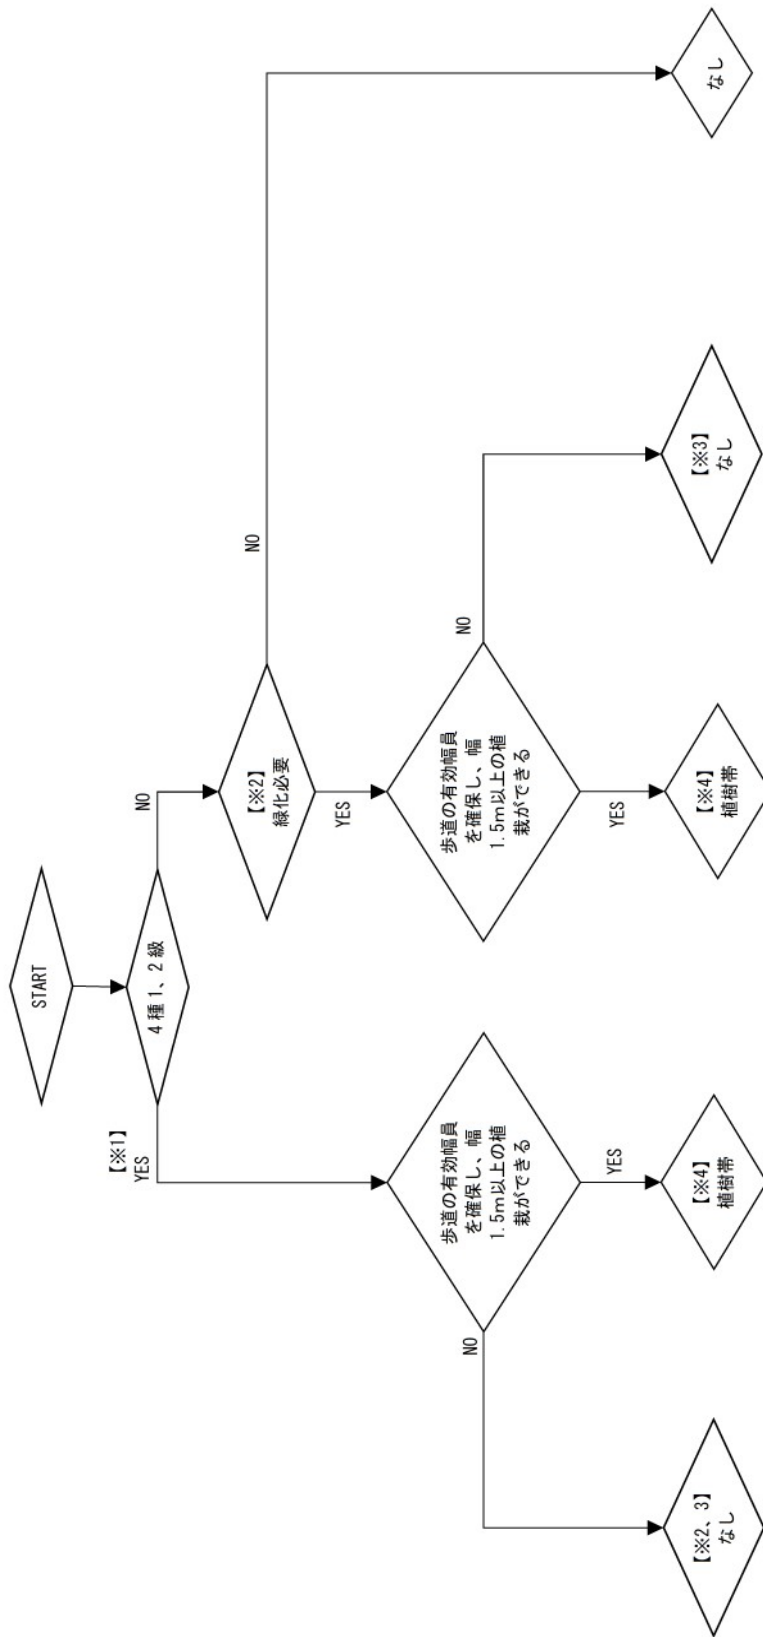 START
4種1、2級
【※1】
YES
NO
歩道の有効幅員
を確保し、幅
1.5m以上の植
栽ができる
NO
YES
【※2、3】
なし
【※4】
植樹帯
【※2】
緑化必要
YES
NO
歩道の有効幅員
を確保し、幅
1.5m以上の植
栽ができる
YES
NO
【※4】
植樹帯
【※3】
なし
なし